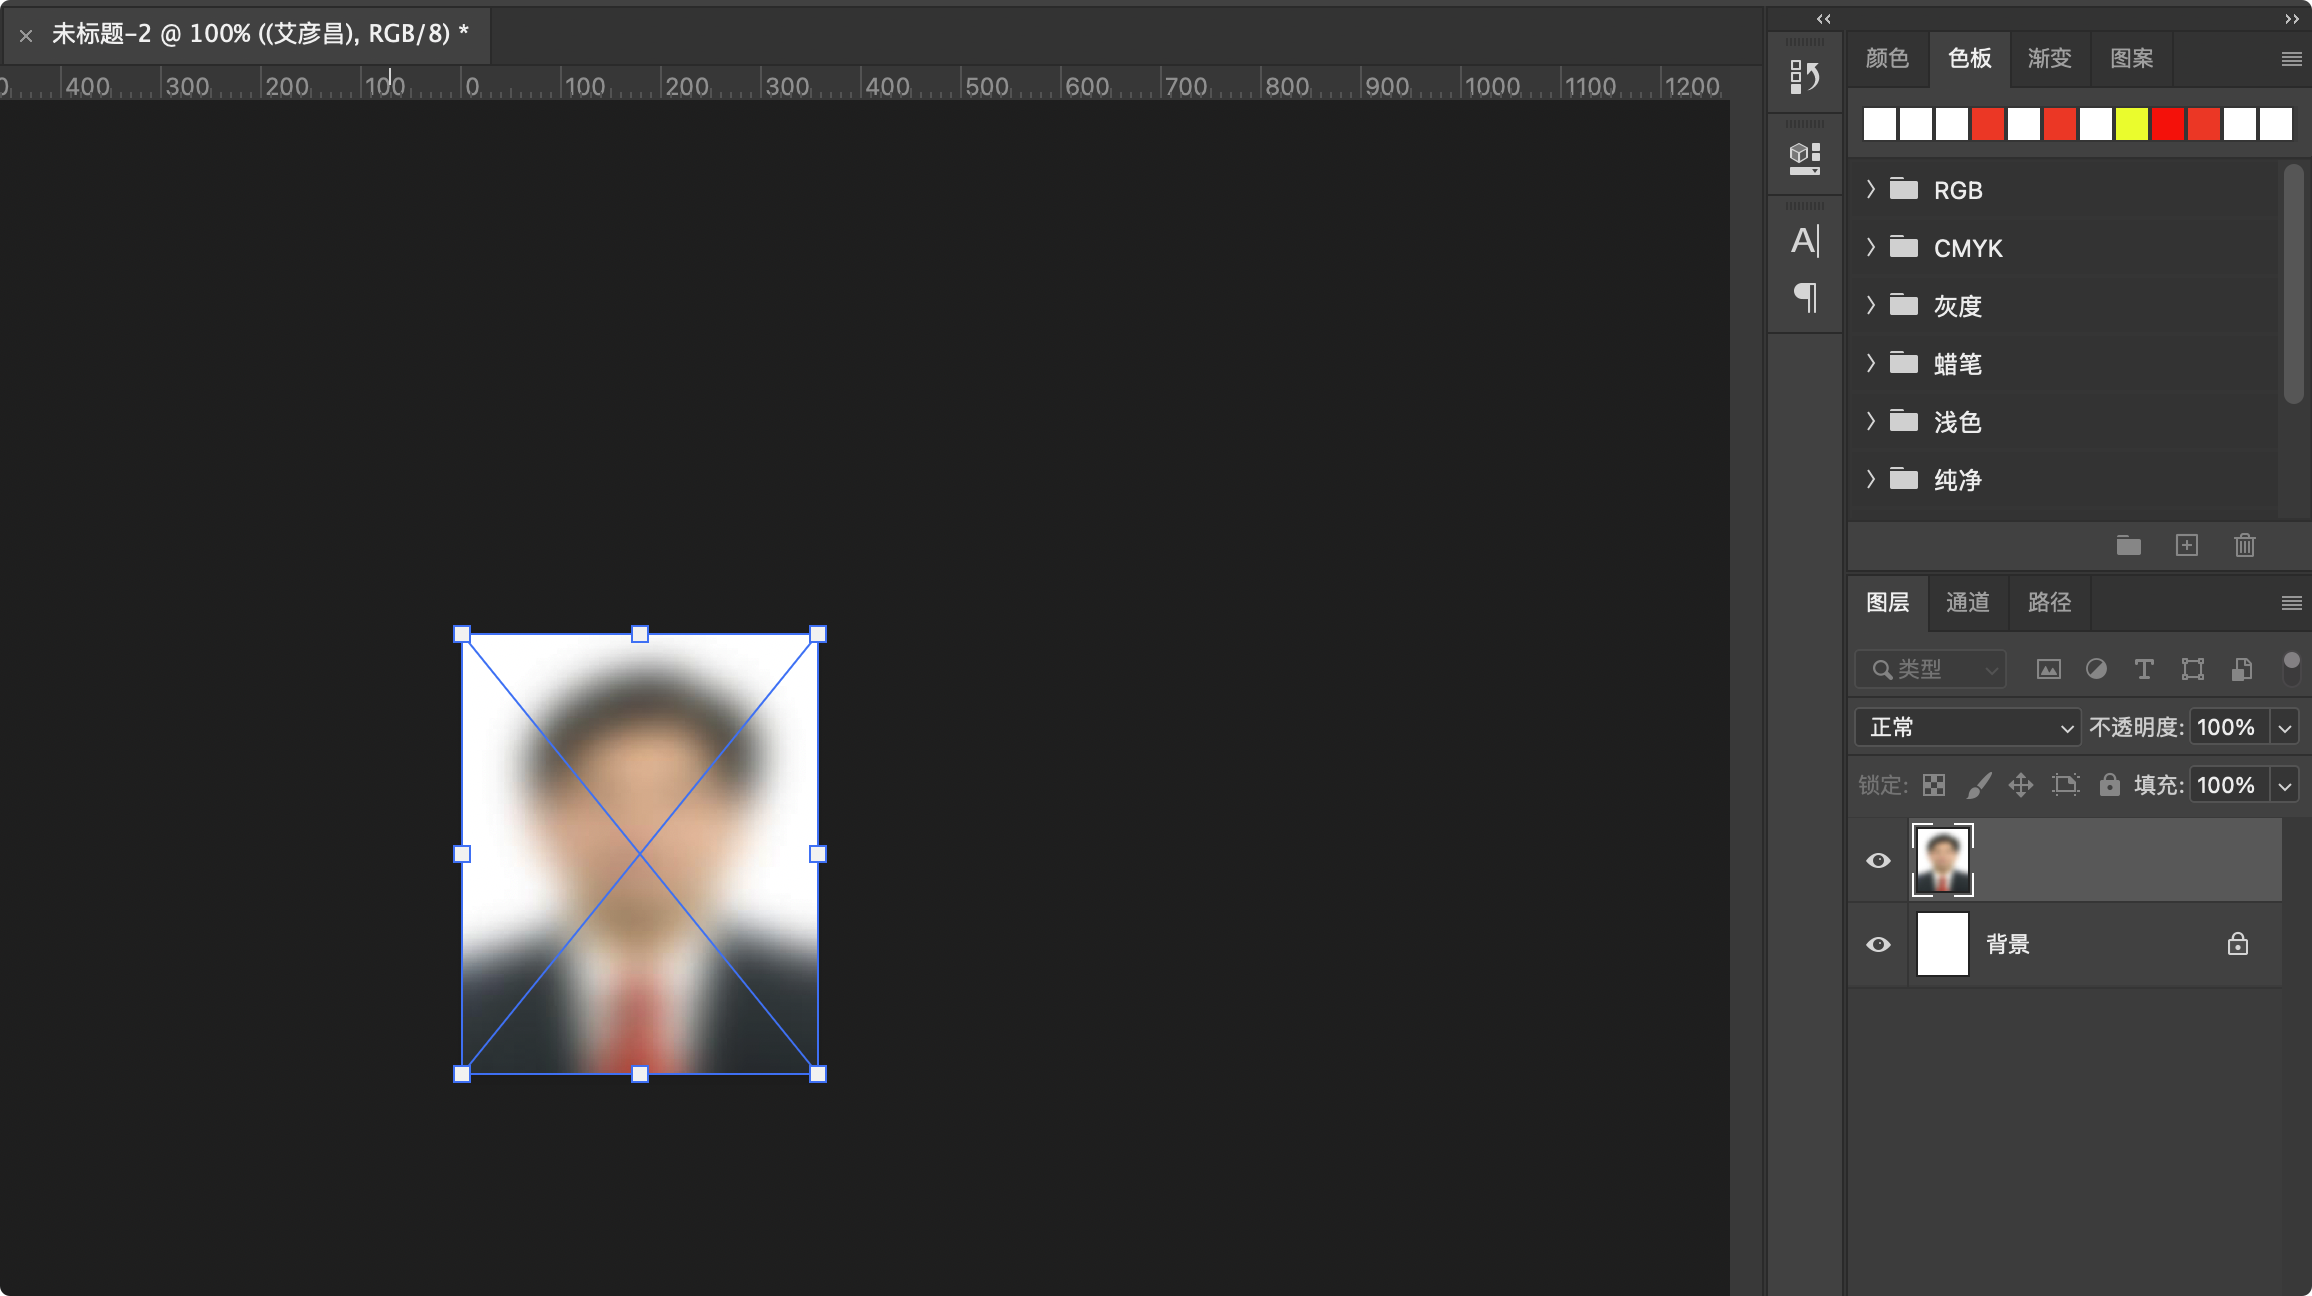 未标题-2 @ 100% ((艾彦昌), RGB/8) *
0 400 300 200 100 0 100 200 300 400 500 600 700 800 900 1000 1100 1200
颜色 色板 渐变 图案
RGB
CMYK
灰度
蜡笔
浅色
纯净
图层 通道 路径
类型
正常 不透明度: 100%
锁定: 填充: 100%
背景